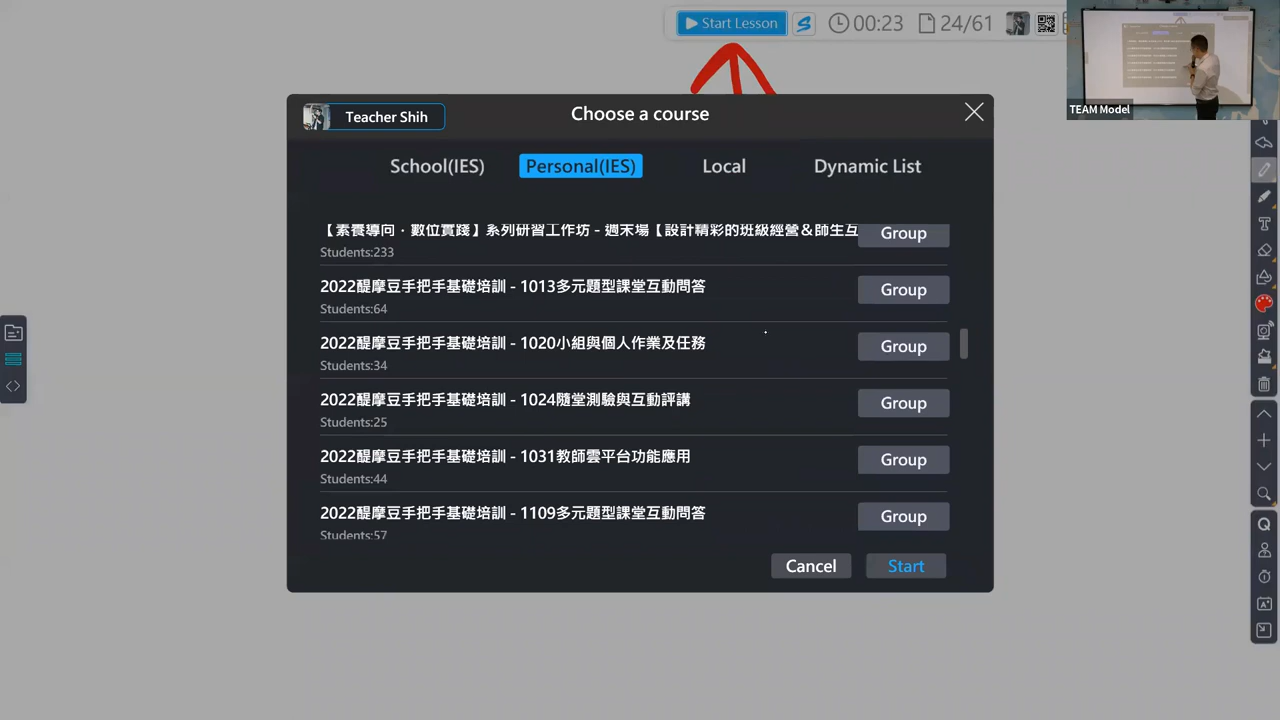 Start Lesson
00:23
24/61
TEAM Model
Teacher Shih
Choose a course
School(IES)
Personal(IES)
Local
Dynamic List
【素養導向・數位實踐】系列研習工作坊 - 週末場【設計精彩的班級經營＆師生互
Group
Students:233
2022醍摩豆手把手基礎培訓 - 1013多元題型課堂互動問答
Group
Students:64
2022醍摩豆手把手基礎培訓 - 1020小組與個人作業及任務
Group
Students:34
2022醍摩豆手把手基礎培訓 - 1024隨堂測驗與互動評講
Group
Students:25
2022醍摩豆手把手基礎培訓 - 1031教師雲平台功能應用
Group
Students:44
2022醍摩豆手把手基礎培訓 - 1109多元題型課堂互動問答
Group
Students:57
Cancel
Start